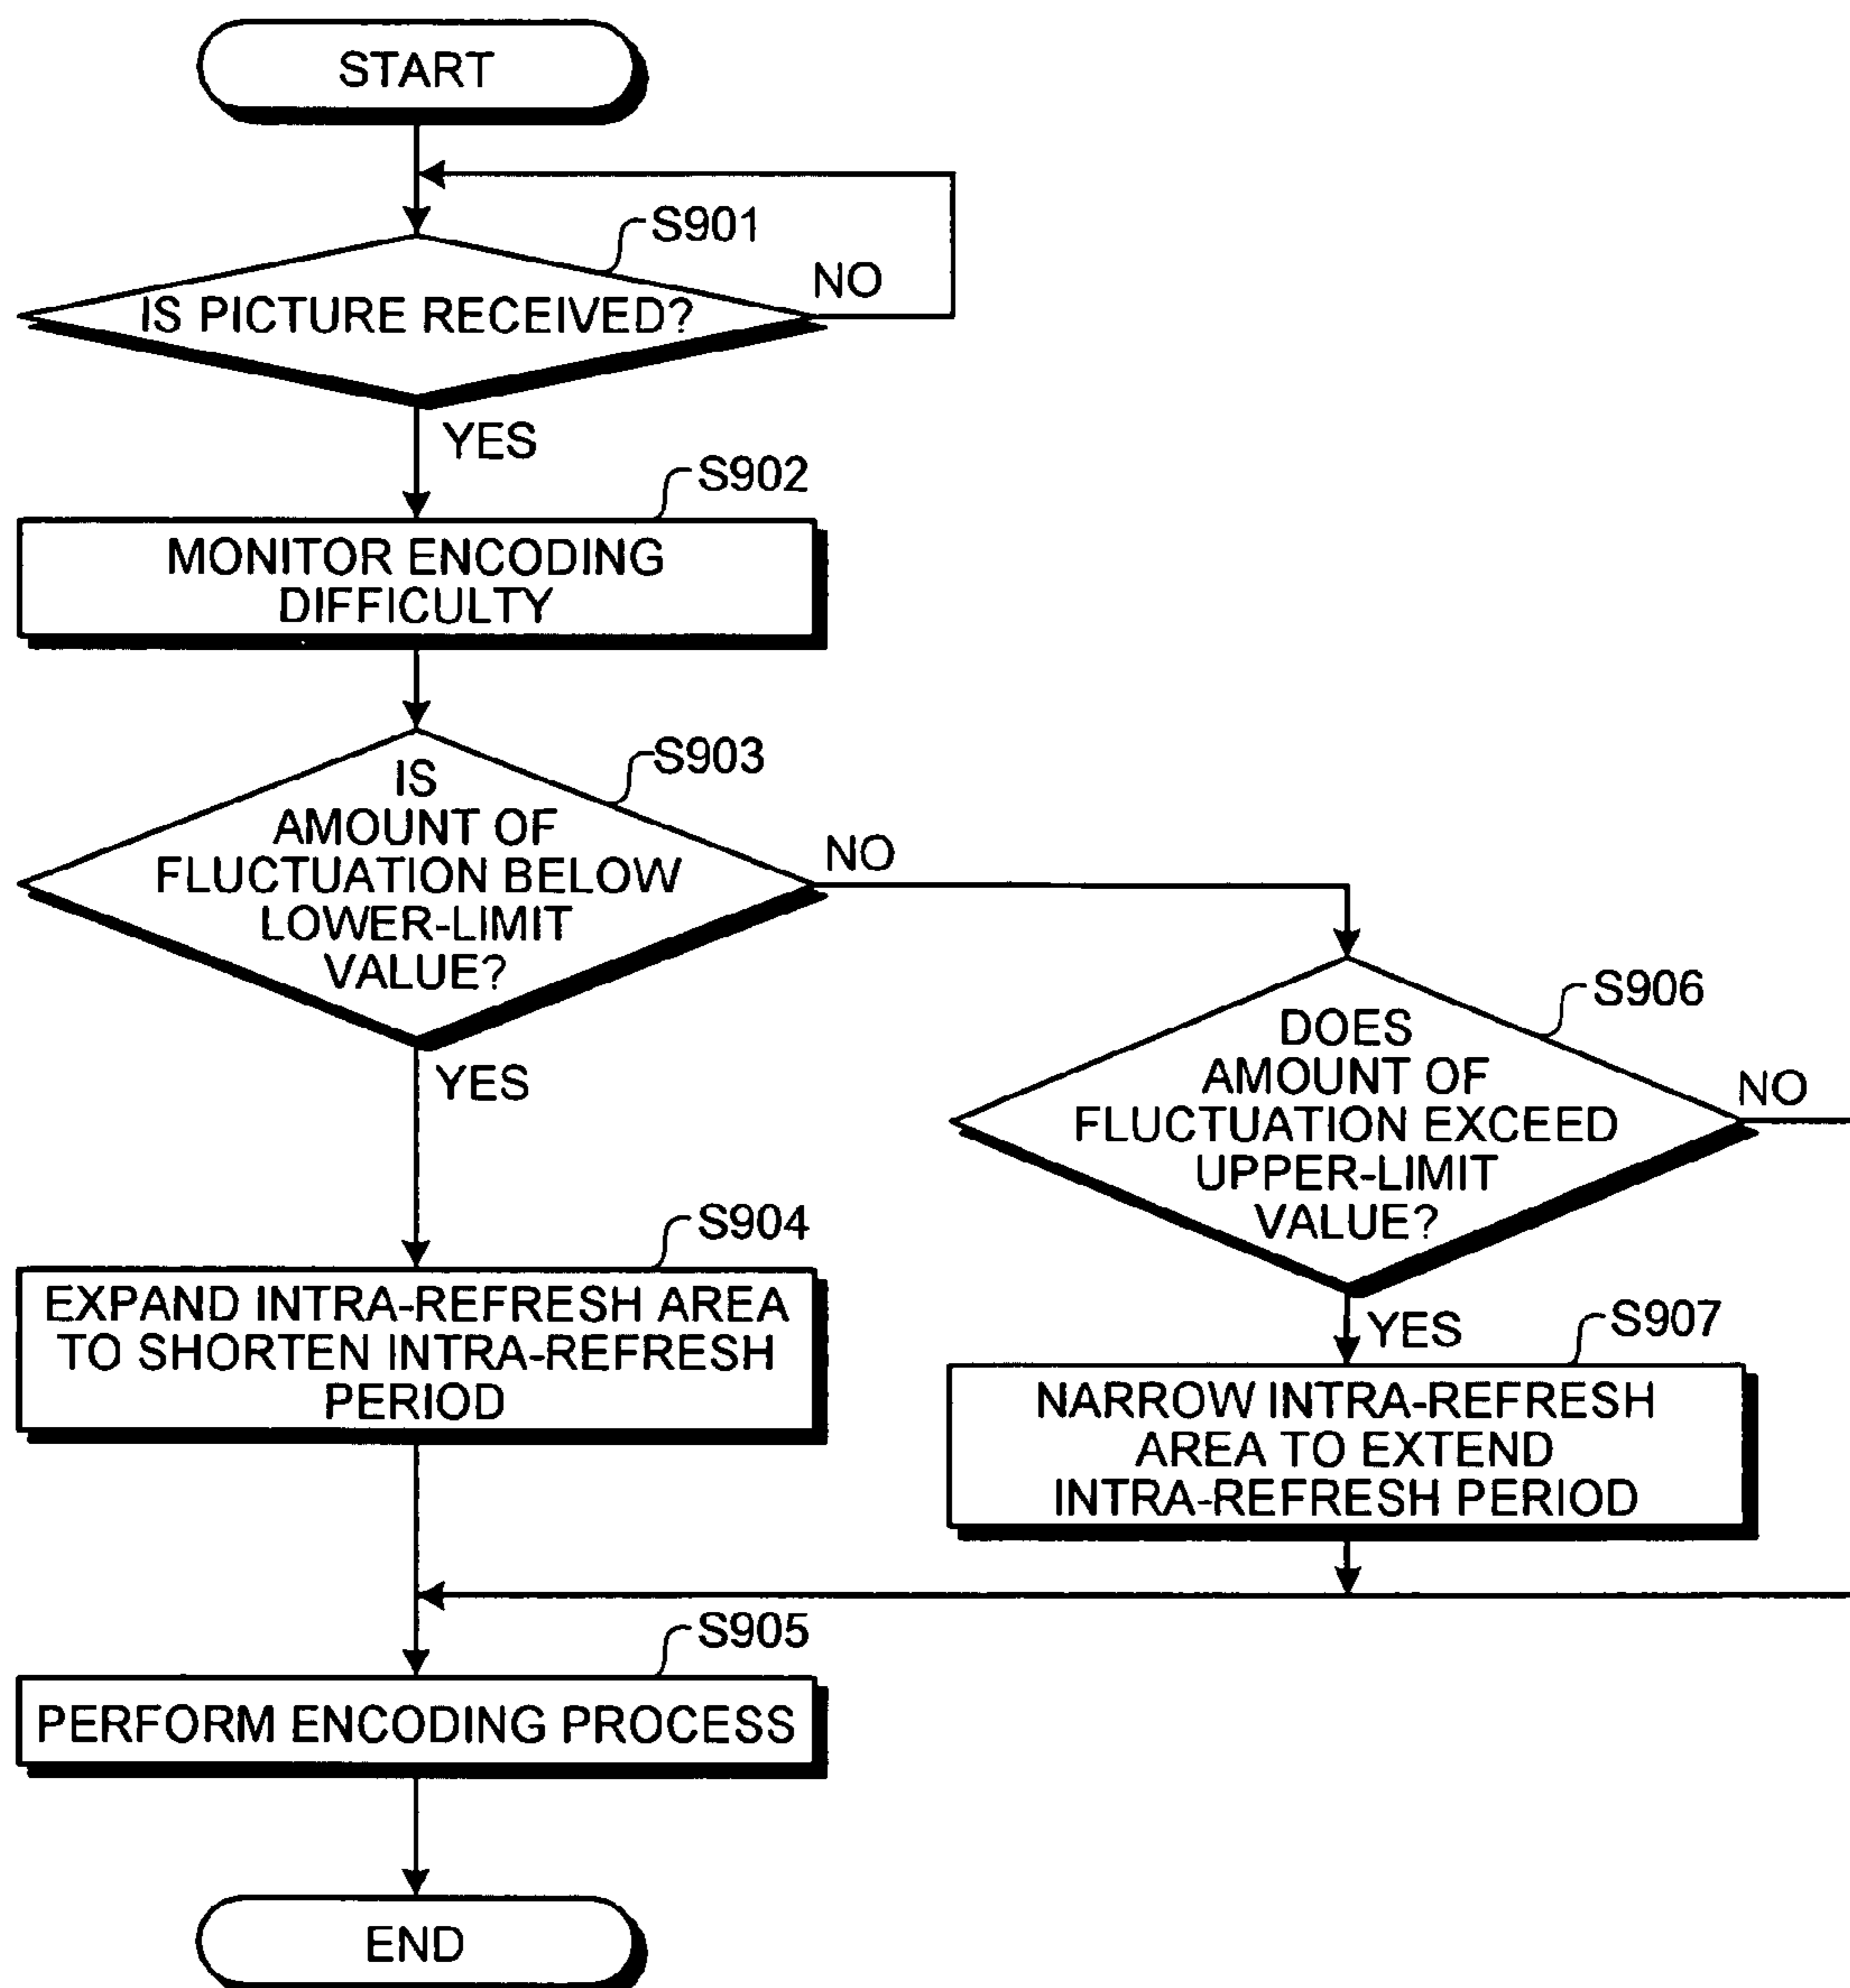 START
S901
IS PICTURE RECEIVED?
NO
YES
S902
MONITOR ENCODING
DIFFICULTY
S903
IS
AMOUNT OF
FLUCTUATION BELOW
LOWER-LIMIT
VALUE?
NO
YES
S906
DOES
AMOUNT OF
FLUCTUATION EXCEED
UPPER-LIMIT
VALUE?
NO
YES
S904
EXPAND INTRA-REFRESH AREA
TO SHORTEN INTRA-REFRESH
PERIOD
S907
NARROW INTRA-REFRESH
AREA TO EXTEND
INTRA-REFRESH PERIOD
S905
PERFORM ENCODING PROCESS
END